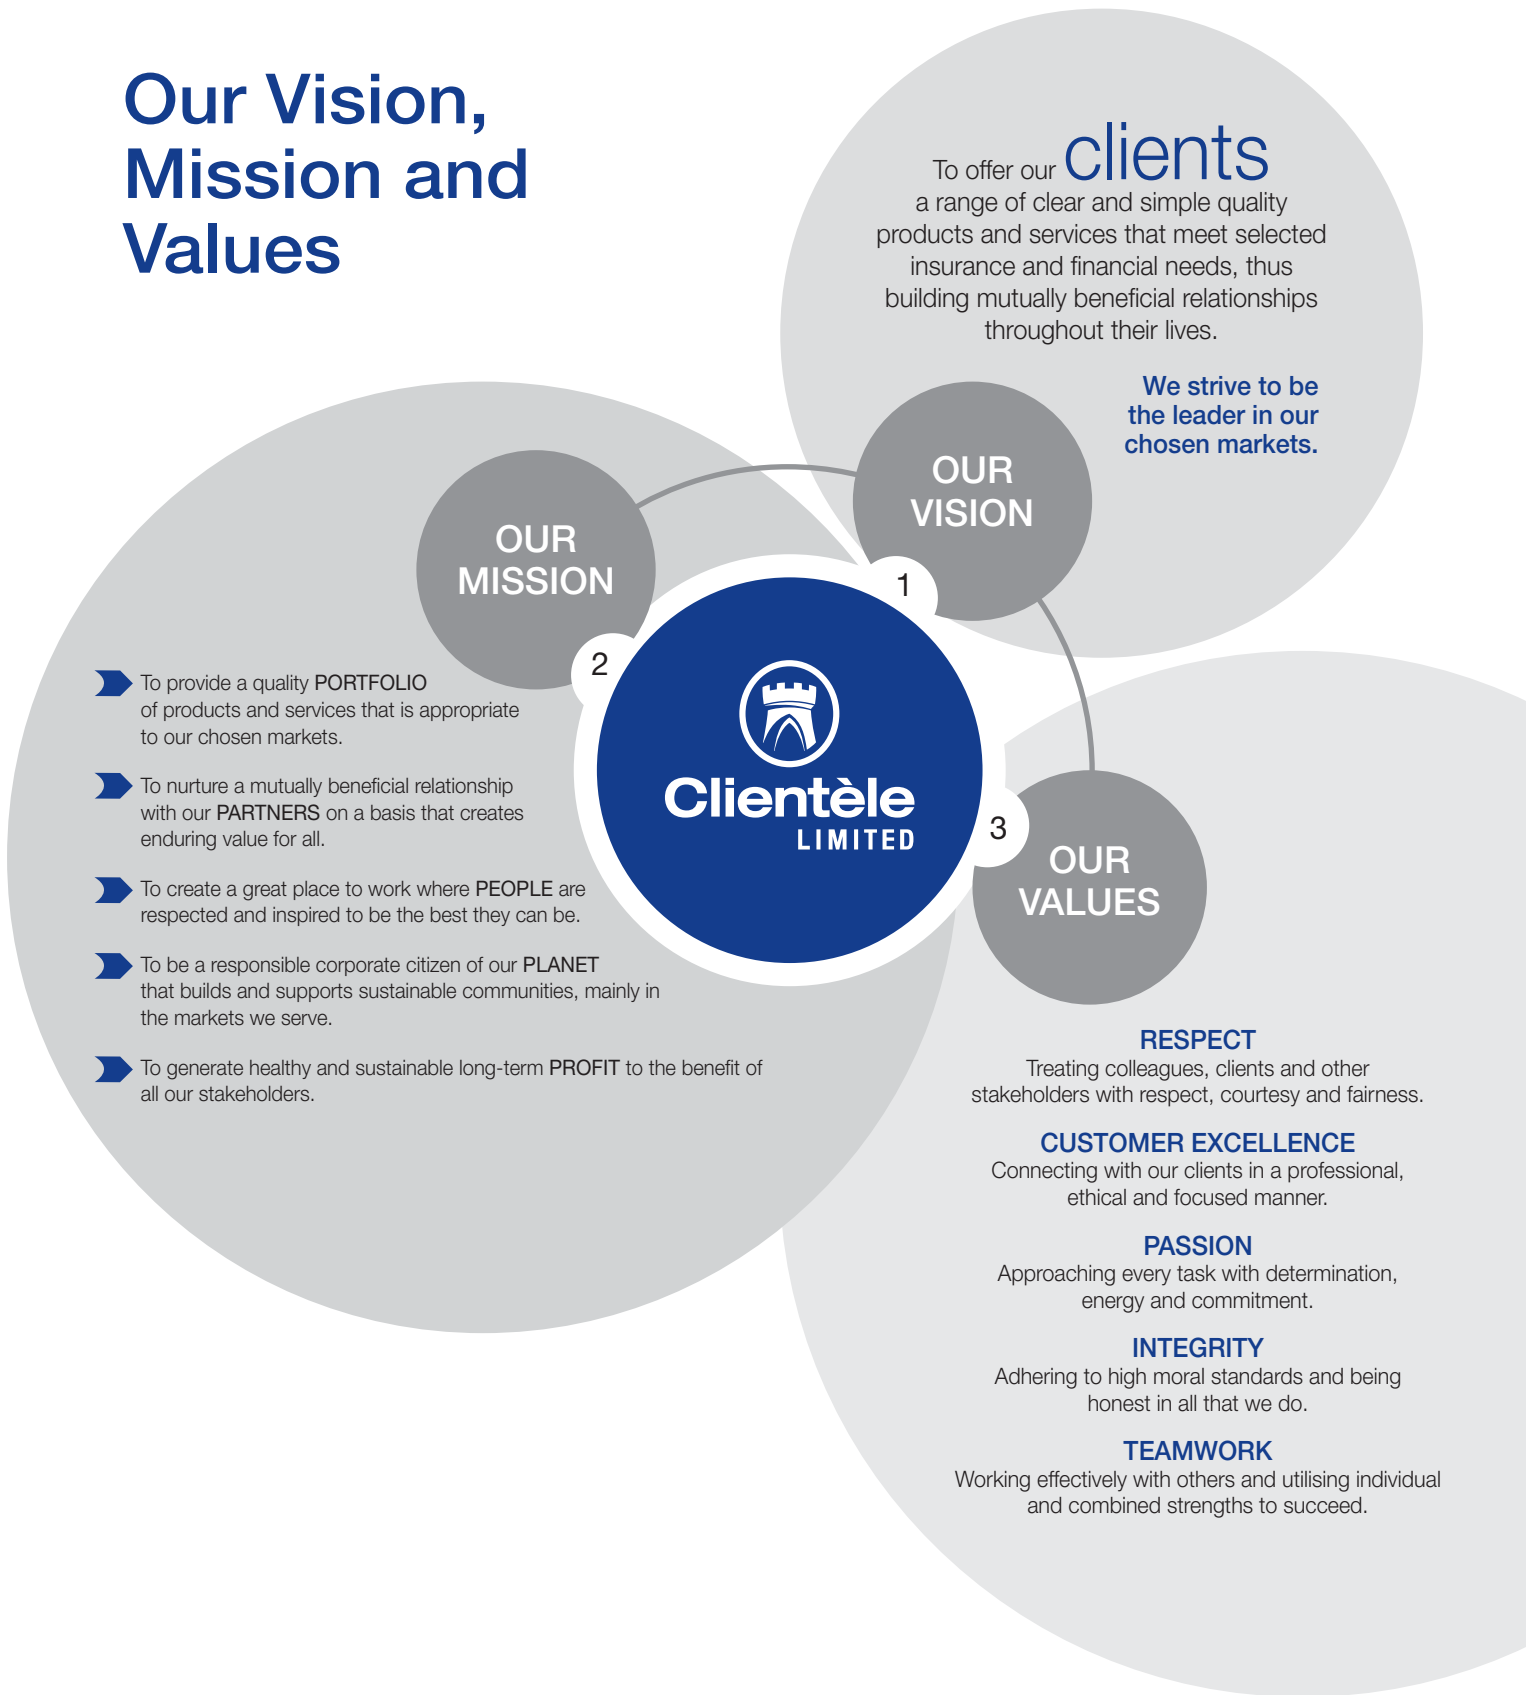 Our Vision,
Mission and
Values
To offer our clients
a range of clear and simple quality
products and services that meet selected
insurance and financial needs, thus
building mutually beneficial relationships
throughout their lives.
We strive to be
the leader in our
chosen markets.
OUR
VISION
1
OUR
MISSION
2
To provide a quality PORTFOLIO
of products and services that is appropriate
to our chosen markets.
To nurture a mutually beneficial relationship
with our PARTNERS on a basis that creates
enduring value for all.
To create a great place to work where PEOPLE are
respected and inspired to be the best they can be.
To be a responsible corporate citizen of our PLANET
that builds and supports sustainable communities, mainly in
the markets we serve.
To generate healthy and sustainable long-term PROFIT to the benefit of
all our stakeholders.
Clientèle
LIMITED
3
OUR
VALUES
RESPECT
Treating colleagues, clients and other
stakeholders with respect, courtesy and fairness.
CUSTOMER EXCELLENCE
Connecting with our clients in a professional,
ethical and focused manner.
PASSION
Approaching every task with determination,
energy and commitment.
INTEGRITY
Adhering to high moral standards and being
honest in all that we do.
TEAMWORK
Working effectively with others and utilising individual
and combined strengths to succeed.